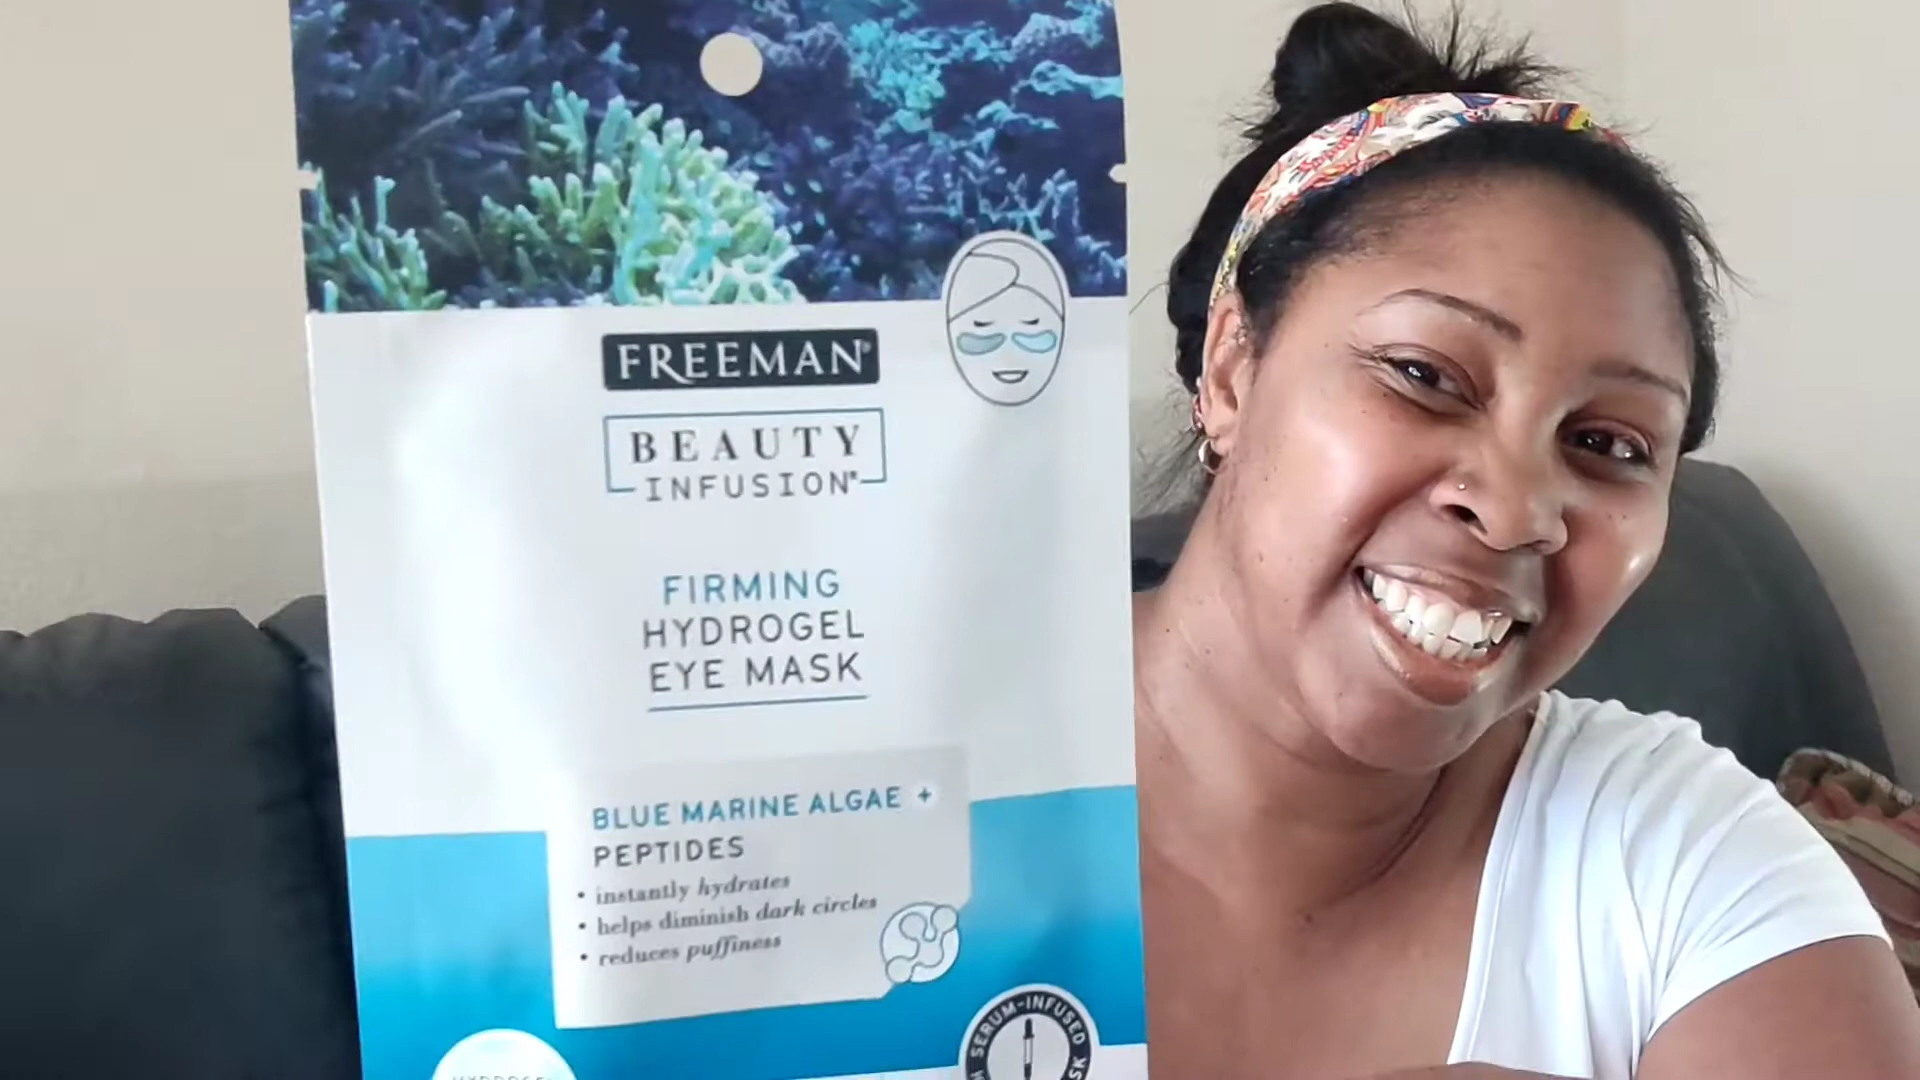 FREEMAN®
BEAUTY
INFUSION®
FIRMING
HYDROGEL
EYE MASK
BLUE MARINE ALGAE +
PEPTIDES
• instantly hydrates
• helps diminish dark circles
• reduces puffiness
SERUM-INFUSED